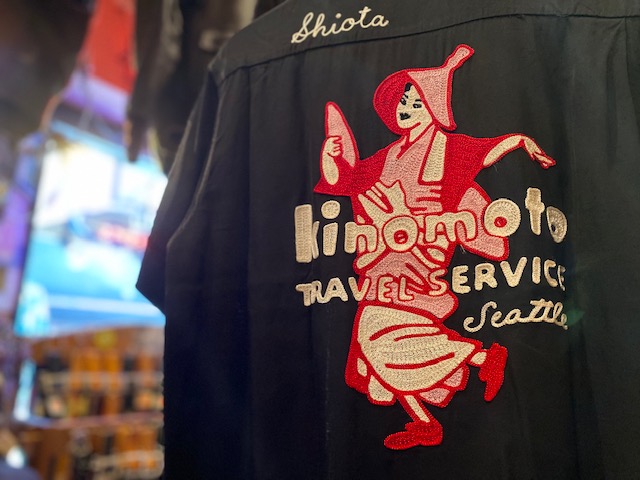 Shiota
kinomoto
TRAVEL SERVICE
Seattle